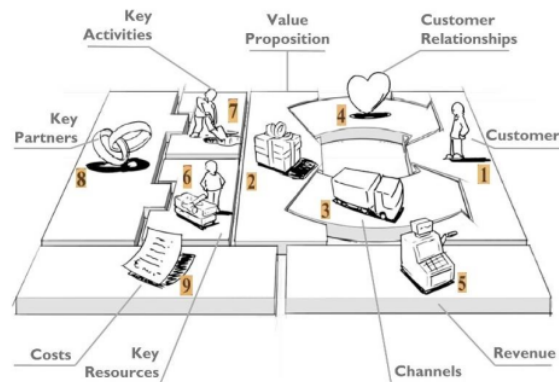 Key
Activities
Value
Proposition
Customer
Relationships
7
4
Key
Partners
Customer
8
6
2
3
1
9
5
Costs
Key
Resources
Channels
Revenue